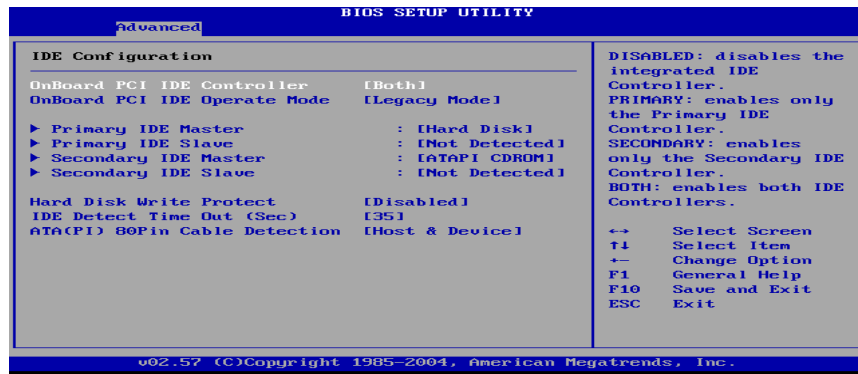 BIOS SETUP UTILITY
Advanced
IDE Configuration
OnBoard PCI IDE Controller [Both]
OnBoard PCI IDE Operate Mode [Legacy Mode]
► Primary IDE Master : [Hard Disk]
► Primary IDE Slave : [Not Detected]
► Secondary IDE Master : [ATAPI CDROM]
► Secondary IDE Slave : [Not Detected]
Hard Disk Write Protect [Disabled]
IDE Detect Time Out (Sec) [35]
ATA(PI) 80Pin Cable Detection [Host & Device]
DISABLED: disables the
integrated IDE
Controller.
PRIMARY: enables only
the Primary IDE
Controller.
SECONDARY: enables
only the Secondary IDE
Controller.
BOTH: enables both IDE
Controllers.
↔ Select Screen
↑↓ Select Item
+- Change Option
F1 General Help
F10 Save and Exit
ESC Exit
v02.57 (C)Copyright 1985-2004, American Megatrends, Inc.